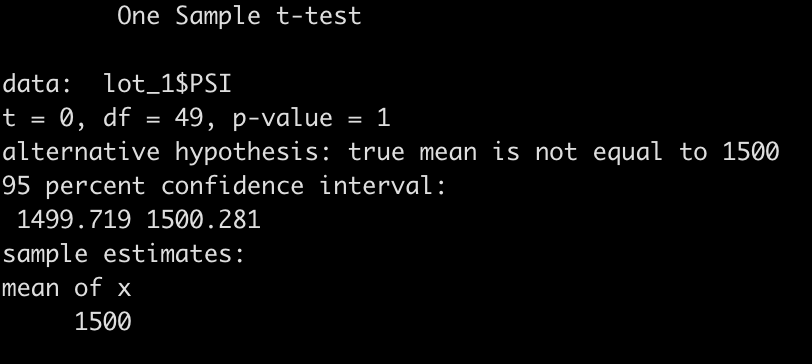 One Sample t-test
data:  lot_1$PSI
t = 0, df = 49, p-value = 1
alternative hypothesis: true mean is not equal to 1500
95 percent confidence interval:
1499.719 1500.281
sample estimates:
mean of x
1500